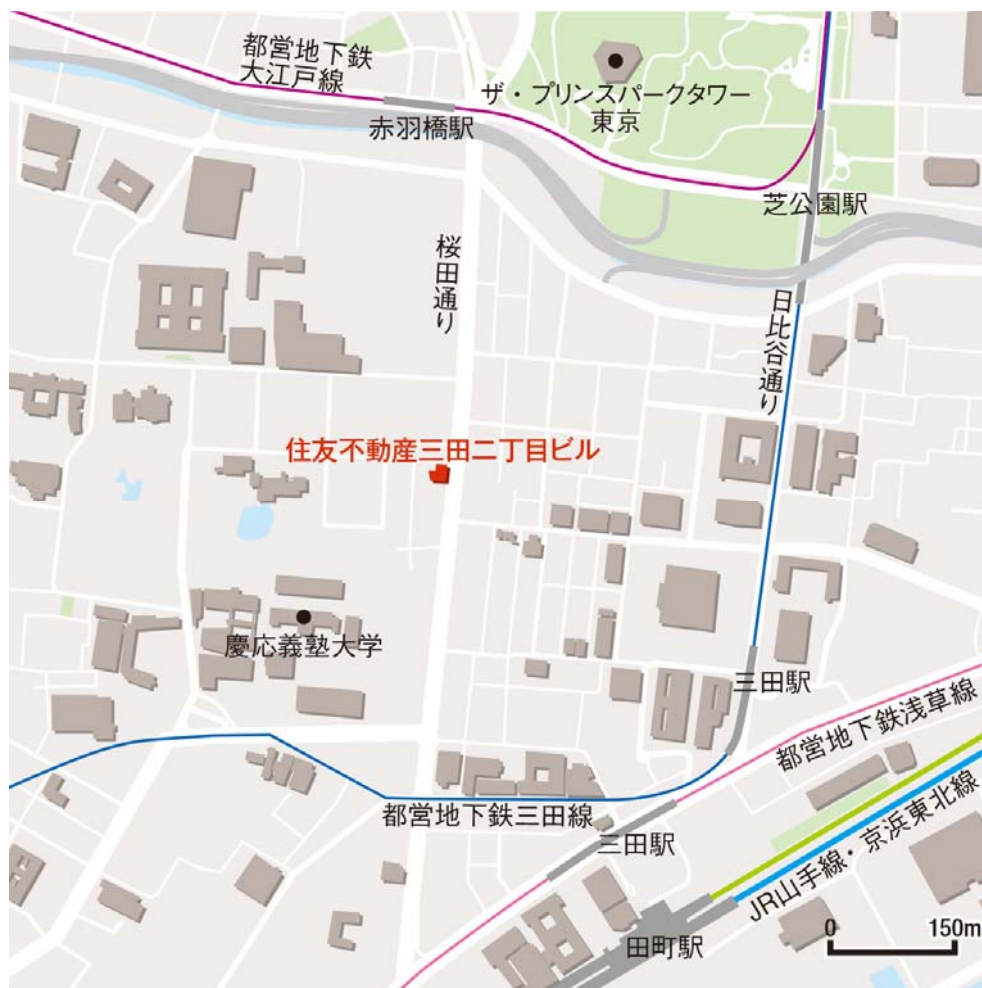 都営地下鉄
大江戸線
ザ・プリンスパークタワー
東京
赤羽橋駅
芝公園駅
桜田通り
日比谷通り
住友不動産三田二丁目ビル
慶応義塾大学
三田駅
都営地下鉄浅草線
都営地下鉄三田線
三田駅
JR山手線・京浜東北線
田町駅
0 150m